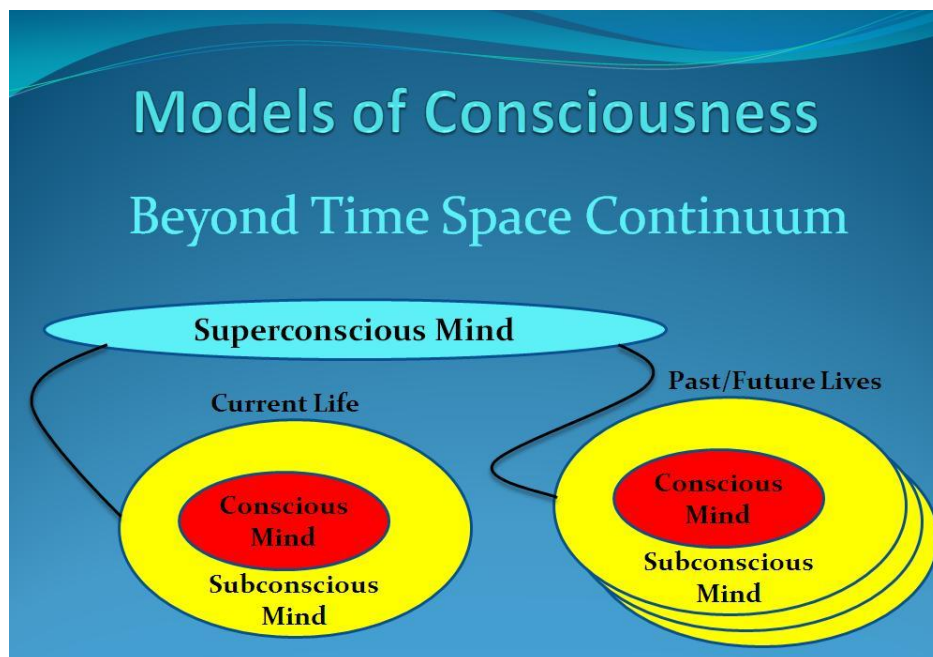 Models of Consciousness
Beyond Time Space Continuum
Superconscious Mind
Current Life
Conscious
Mind
Subconscious
Mind
Past/Future Lives
Conscious
Mind
Subconscious
Mind